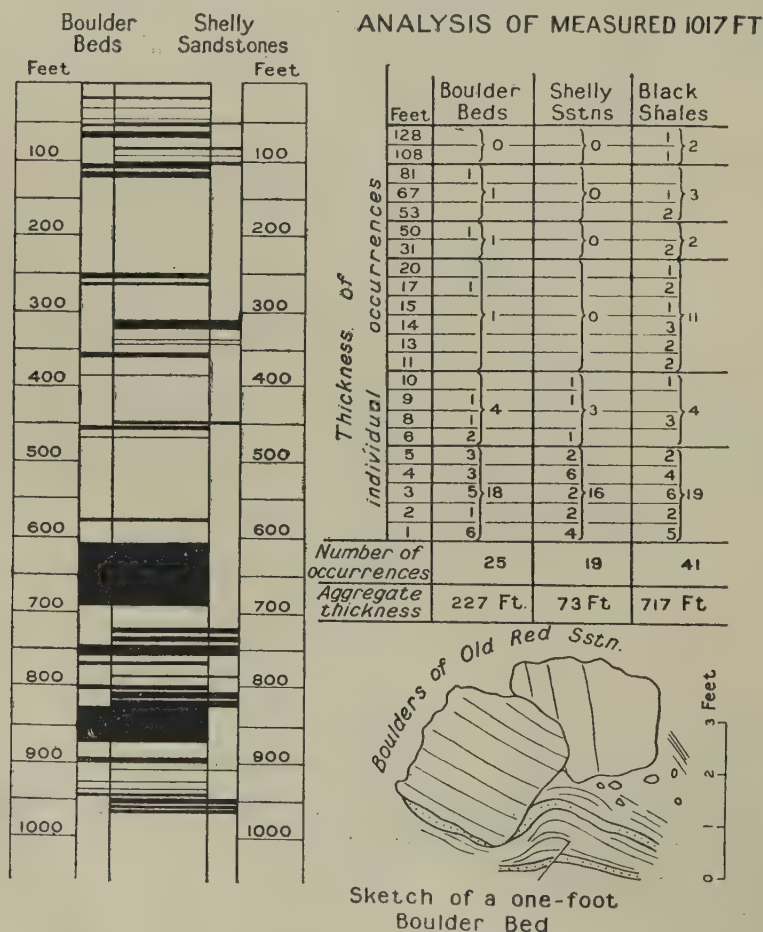 Boulder Beds
Shelly Sandstones
Feet
Feet
100
200
300
400
500
600
700
800
900
1000
100
200
300
400
500
600
700
800
900
1000
ANALYSIS OF MEASURED 1017 FT
Thickness of individual occurrences
Feet Boulder Beds Shelly Sstns Black Shales
128 1
0 0 2
108 1
81 1
67 1 0 1 3
53 2
50 1
1 0 2
31 2
20 1
17 1 2
15 1
1 0 11
14 3
13 2
11 2
10 1 1
9 1 1
4 3 4
8 1 3
6 2 1
5 3 2 2
4 3 6 4
3 5 18 2 16 6 19
2 1 2 2
1 6 4 5
Number of occurrences 25 19 41
Aggregate thickness 227 Ft. 73 Ft 717 Ft
Boulders of Old Red Sstn.
3 Feet
2
1
0
Sketch of a one-foot
Boulder Bed